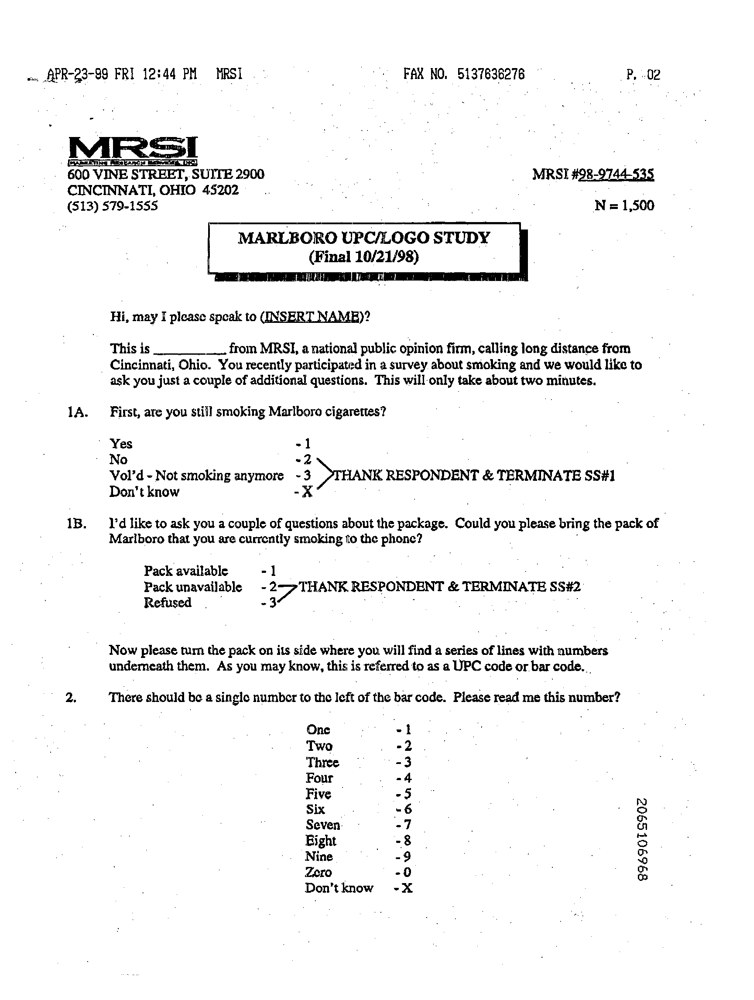 APR-23-99 FRI 12:44 PM MRSI FAX NO. 5137636276 P. 02
MRSI
MARKETING RESEARCH SERVICES, INC.
600 VINE STREET, SUITE 2900 MRSI #98-9744-535
CINCINNATI, OHIO 45202
(513) 579-1555 N = 1,500
MARLBORO UPC/LOGO STUDY
(Final 10/21/98)
Hi, may I please speak to (INSERT NAME)?
This is __________ from MRSI, a national public opinion firm, calling long distance from
Cincinnati, Ohio. You recently participated in a survey about smoking and we would like to
ask you just a couple of additional questions. This will only take about two minutes.
1A. First, are you still smoking Marlboro cigarettes?
Yes - 1
No - 2
Vol'd - Not smoking anymore - 3 THANK RESPONDENT & TERMINATE SS#1
Don't know - X
1B. I'd like to ask you a couple of questions about the package. Could you please bring the pack of
Marlboro that you are currently smoking to the phone?
Pack available - 1
Pack unavailable - 2 THANK RESPONDENT & TERMINATE SS#2
Refused - 3
Now please turn the pack on its side where you will find a series of lines with numbers
underneath them. As you may know, this is referred to as a UPC code or bar code.
2. There should be a single number to the left of the bar code. Please read me this number?
One - 1
Two - 2
Three - 3
Four - 4
Five - 5
Six - 6
Seven - 7
Eight - 8
Nine - 9
Zero - 0
Don't know - X
2065106968